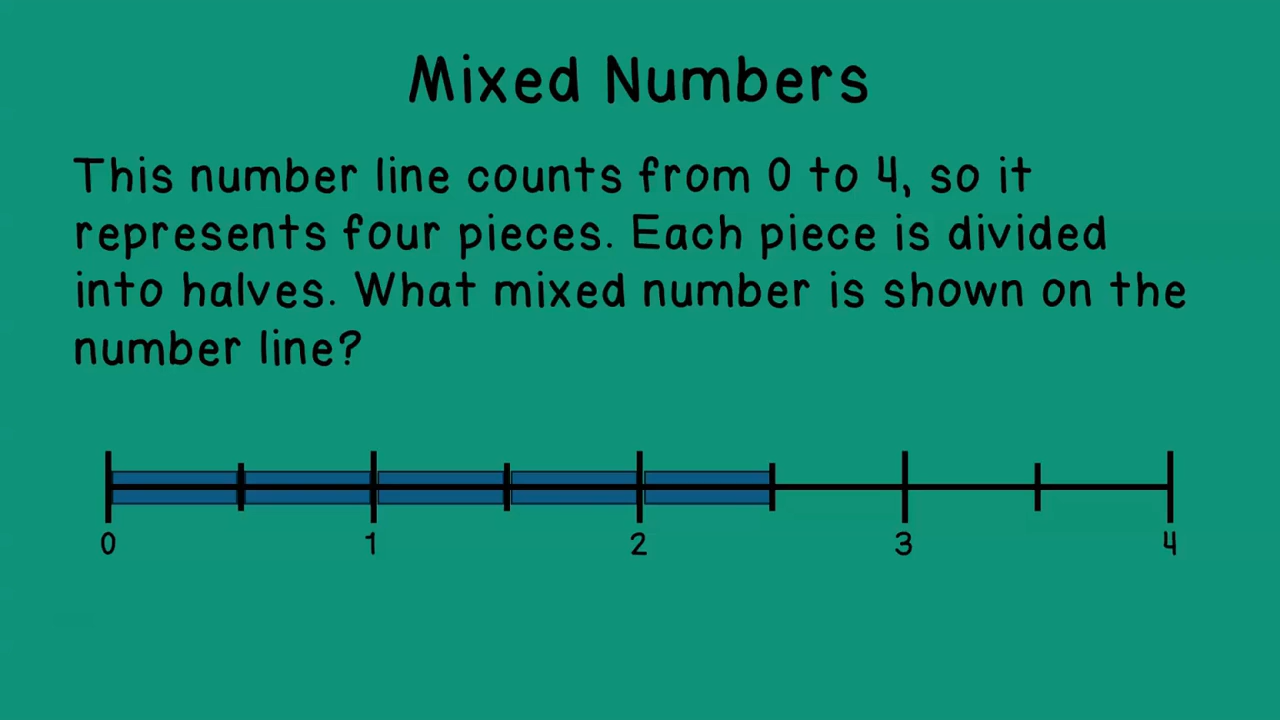 Mixed Numbers
This number line counts from 0 to 4, so it
represents four pieces. Each piece is divided
into halves. What mixed number is shown on the
number line?
0 1 2 3 4